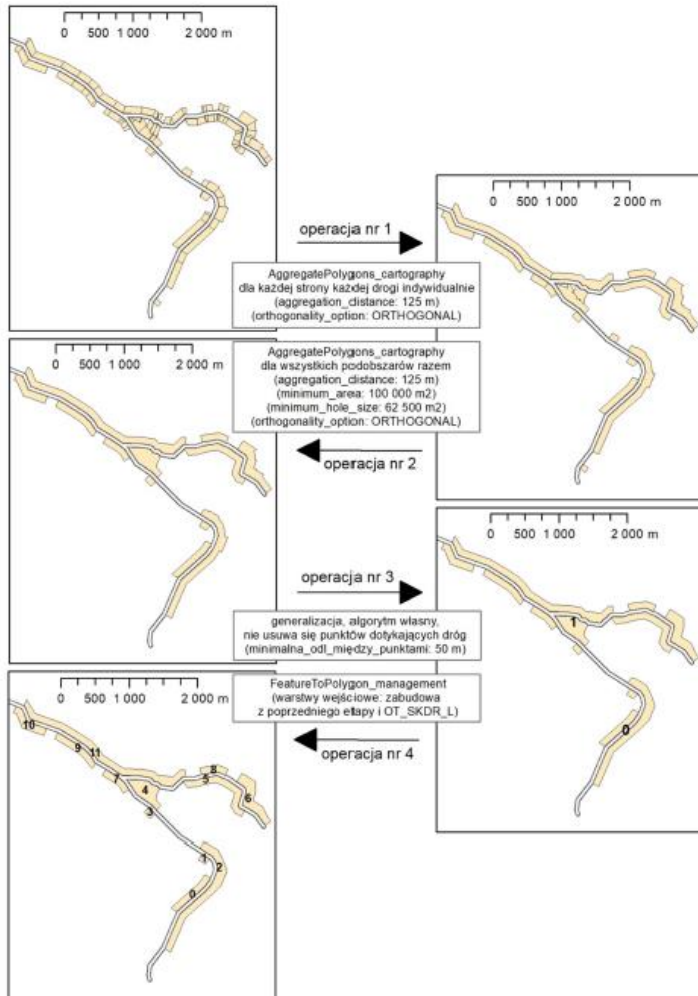 0 500 1 000 2 000 m
0 500 1 000 2 000 m
operacja nr 1
AggregatePolygons_cartography
dla każdej strony każdej drogi indywidualnie
(aggregation_distance: 125 m)
(orthogonality_option: ORTHOGONAL)
0 500 1 000 2 000 m
AggregatePolygons_cartography
dla wszystkich podobszarów razem
(aggregation_distance: 125 m)
(minimum_area: 100 000 m2)
(minimum_hole_size: 62 500 m2)
(orthogonality_option: ORTHOGONAL)
operacja nr 2
0 500 1 000 2 000 m
operacja nr 3
generalizacja, algorytm własny,
nie usuwa się punktów dotykających dróg
(minimalna_odl_między_punktami: 50 m)
1
0
FeatureToPolygon_management
(warstwy wejściowe: zabudowa
z poprzedniego etapu i OT_SKDR_L)
operacja nr 4
0 500 1 000 2 000 m
10
9 11
7
8
5
4
6
3
1
2
0